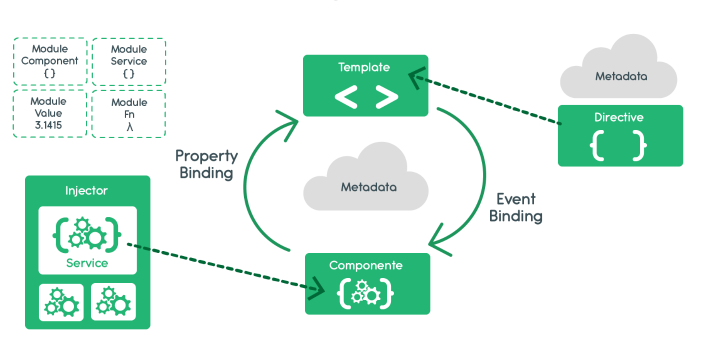 Module
Component
{}
Module
Service
{}
Module
Value
3.1415
Module
Fn
λ
Template
< >
Metadata
Directive
{ }
Property
Binding
Metadata
Event
Binding
Injector
{ }
Service
Componente
{ }